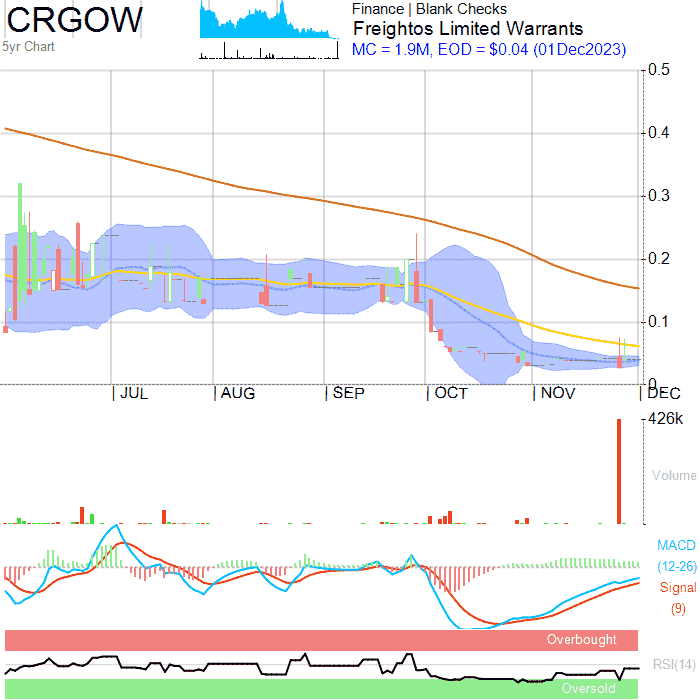 CRGOW
5yr Chart
Finance | Blank Checks
Freightos Limited Warrants
MC = 1.9M, EOD = $0.04 (01Dec2023)
0.5
0.4
0.3
0.2
0.1
0
JUL AUG SEP OCT NOV DEC
426k
Volume
MACD
(12-26)
Signal
(9)
Overbought
RSI(14)
Oversold